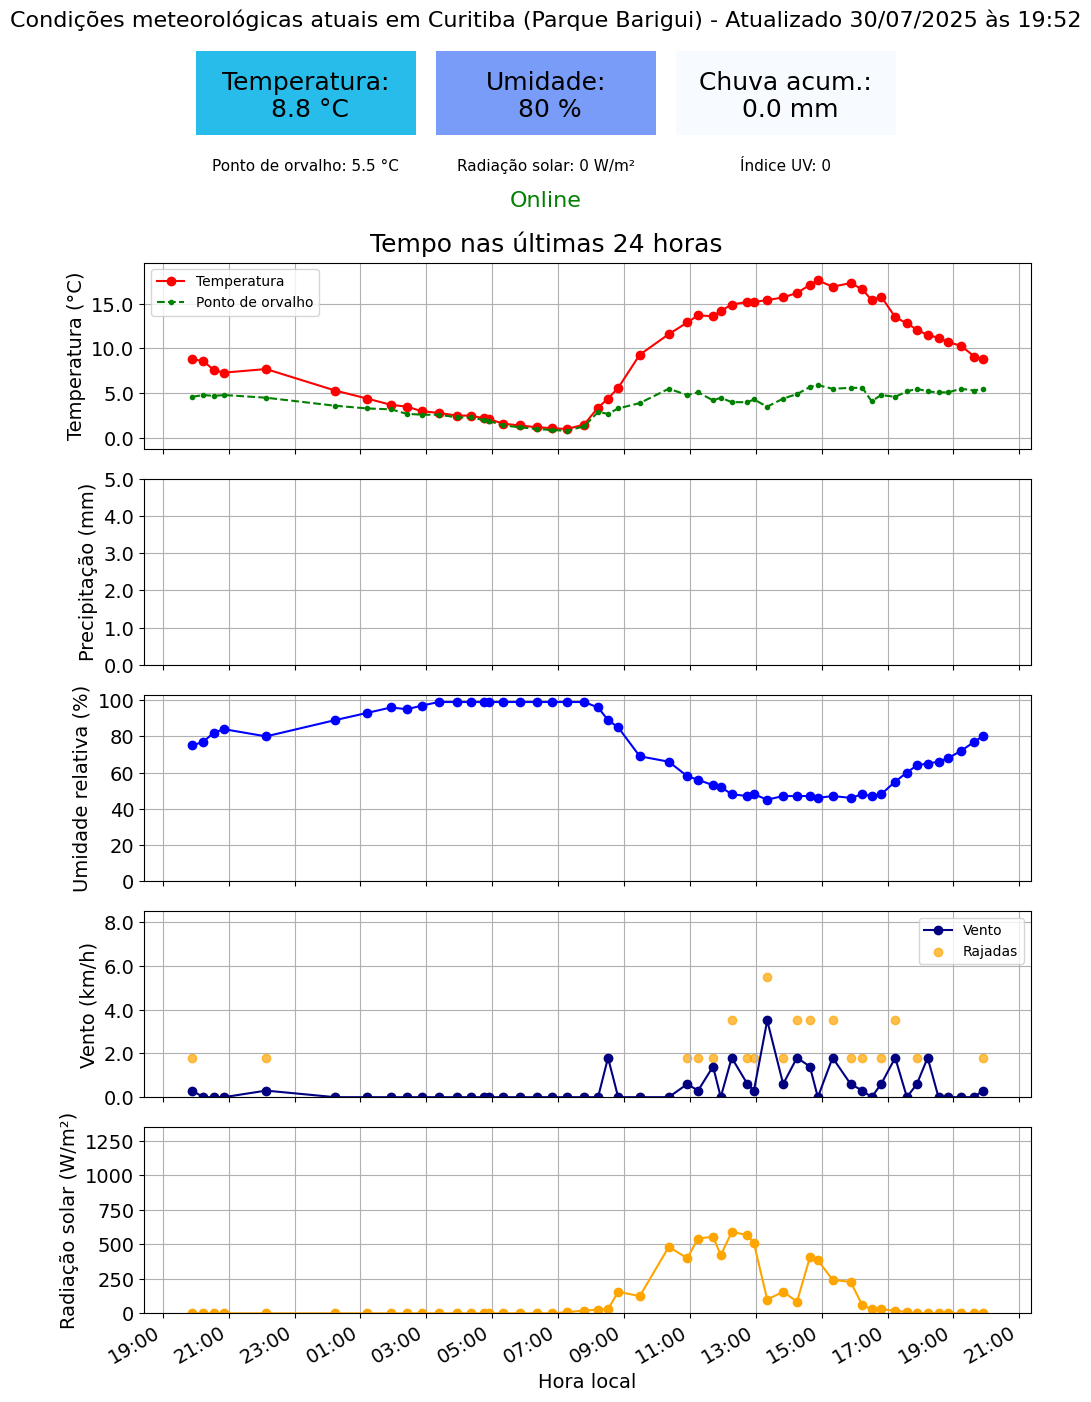 Condições meteorológicas atuais em Curitiba (Parque Barigui) - Atualizado 30/07/2025 às 19:52
Temperatura:
8.8 °C
Umidade:
80 %
Chuva acum.:
0.0 mm
Ponto de orvalho: 5.5 °C
Radiação solar: 0 W/m²
Índice UV: 0
Online
Tempo nas últimas 24 horas
Temperatura (°C)
15.0
10.0
5.0
0.0
Temperatura
Ponto de orvalho
Precipitação (mm)
5.0
4.0
3.0
2.0
1.0
0.0
Umidade relativa (%)
100
80
60
40
20
0
Vento (km/h)
8.0
6.0
4.0
2.0
0.0
Vento
Rajadas
Radiação solar (W/m²)
1250
1000
750
500
250
0
19:00
21:00
23:00
01:00
03:00
05:00
07:00
09:00
11:00
13:00
15:00
17:00
19:00
21:00
Hora local